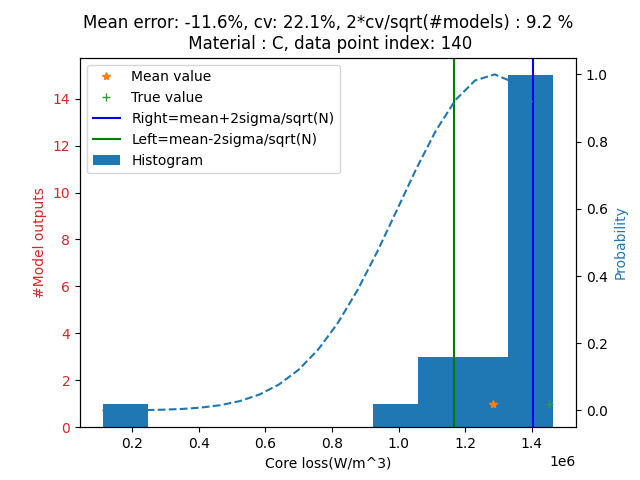 Mean error: -11.6%, cv: 22.1%, 2*cv/sqrt(#models) : 9.2 %
Material : C, data point index: 140
Mean value
True value
Right=mean+2sigma/sqrt(N)
Left=mean-2sigma/sqrt(N)
Histogram
#Model outputs
14
12
10
8
6
4
2
0
1.0
0.8
0.6
0.4
0.2
0.0
Probability
0.2 0.4 0.6 0.8 1.0 1.2 1.4
1e6
Core loss(W/m^3)